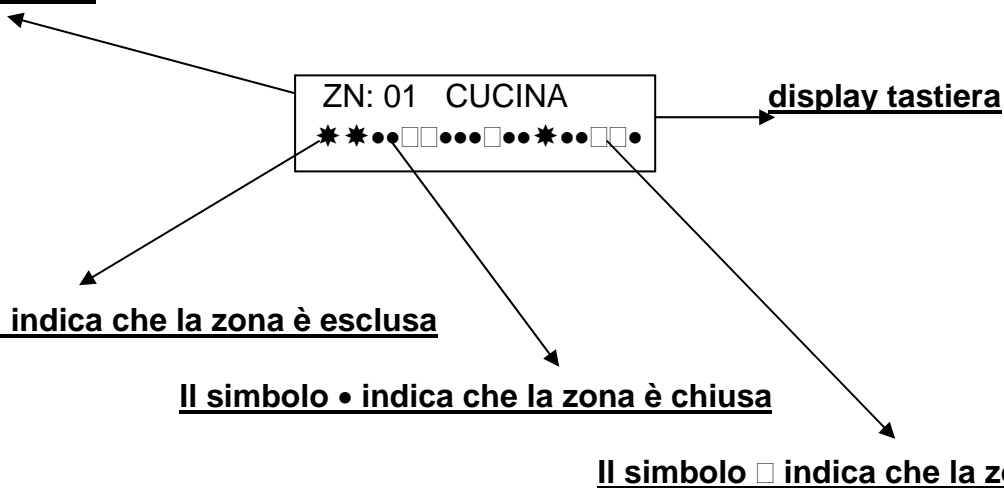 ZN: 01 CUCINA
✸ ✸ ●●□□●●●□●●✸●●□□●
display tastiera
indica che la zona è esclusa
Il simbolo • indica che la zona è chiusa
Il simbolo □ indica che la